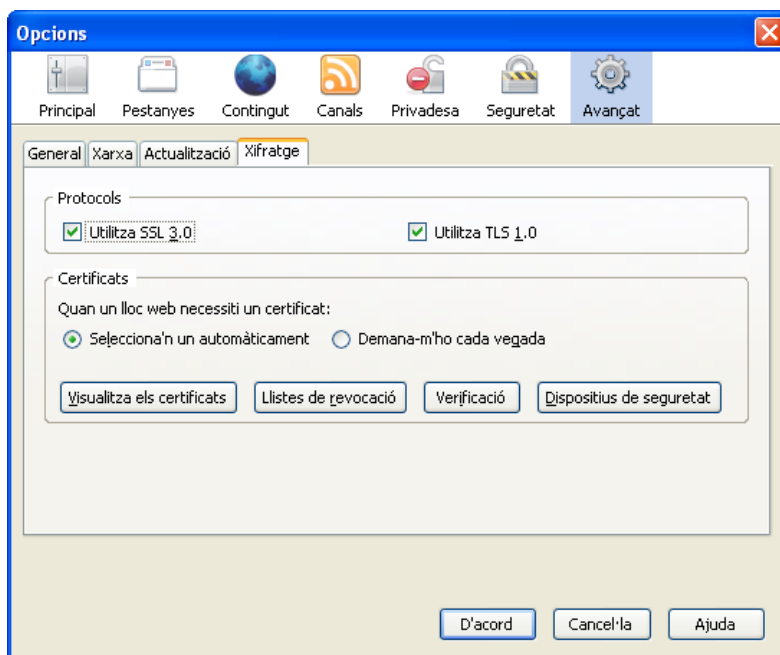 Opcions
Principal Pestanyes Contingut Canals Privadesa Seguretat Avançat
General Xarxa Actualització Xifratge
Protocols
Utilitza SSL 3.0 Utilitza TLS 1.0
Certificats
Quan un lloc web necessiti un certificat:
Selecciona'n un automàticament Demana-m'ho cada vegada
Visualitza els certificats Llistes de revocació Verificació Dispositius de seguretat
D'acord Cancel·la Ajuda